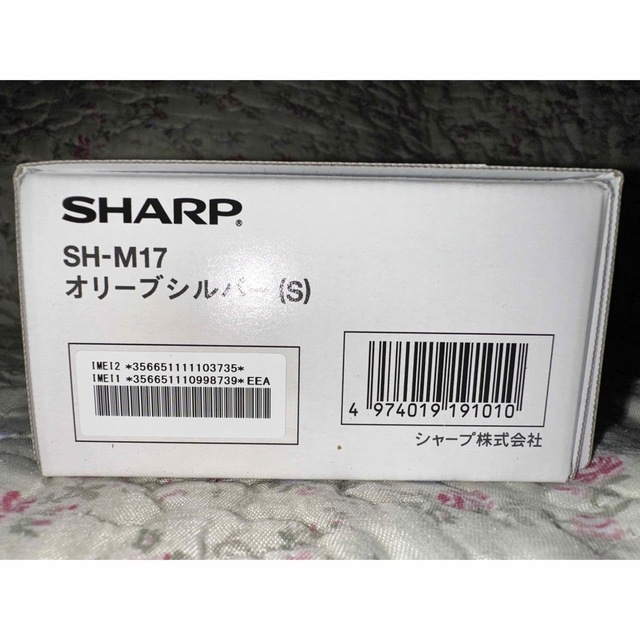 SHARP®
SH-M17
オリーブシルバー(S)
IMEI2 *356651111103735*
IMEI1 *356651110998739*EEA
4 974019 191010
シャープ株式会社